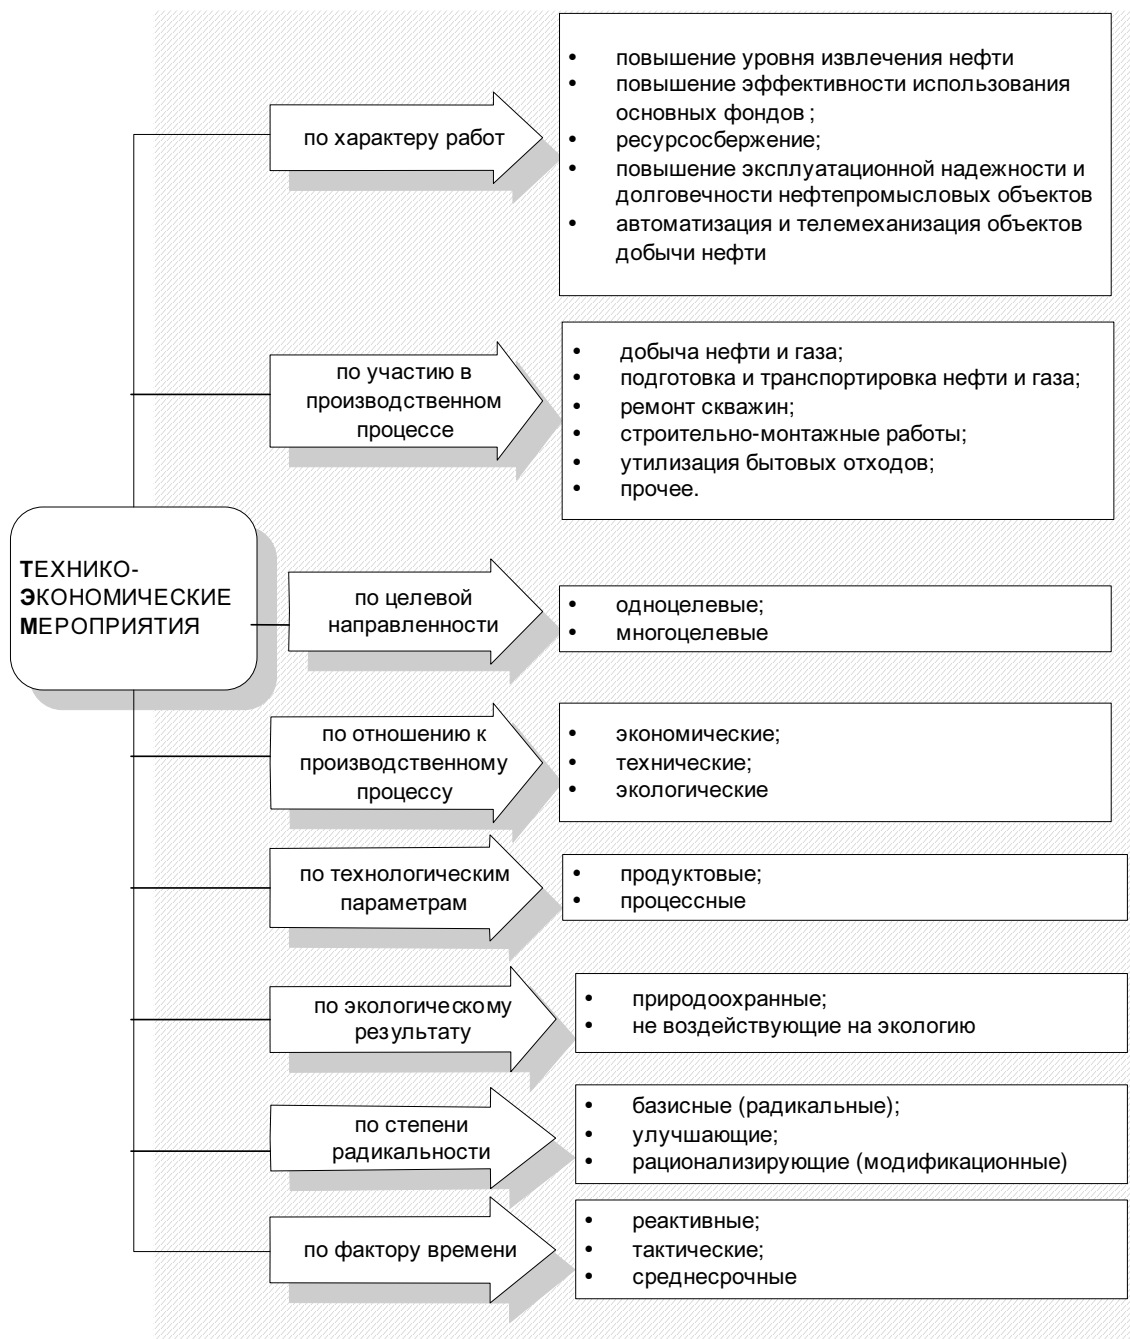 по характеру работ
• повышение уровня извлечения нефти
• повышение эффективности использования
основных фондов ;
• ресурсосбержение;
• повышение эксплуатационной надежности и
долговечности нефтепромысловых объектов
• автоматизация и телемеханизация объектов
добычи нефти
по участию в
производственном
процессе
• добыча нефти и газа;
• подготовка и транспортировка нефти и газа;
• ремонт скважин;
• строительно-монтажные работы;
• утилизация бытовых отходов;
• прочее.
ТЕХНИКО-
ЭКОНОМИЧЕСКИЕ
МЕРОПРИЯТИЯ
по целевой
направленности
• одноцелевые;
• многоцелевые
по отношению к
производственному
процессу
• экономические;
• технические;
• экологические
по технологическим
параметрам
• продуктовые;
• процессные
по экологическому
результату
• природоохранные;
• не воздействующие на экологию
по степени
радикальности
• базисные (радикальные);
• улучшающие;
• рационализирующие (модификационные)
по фактору времени
• реактивные;
• тактические;
• среднесрочные